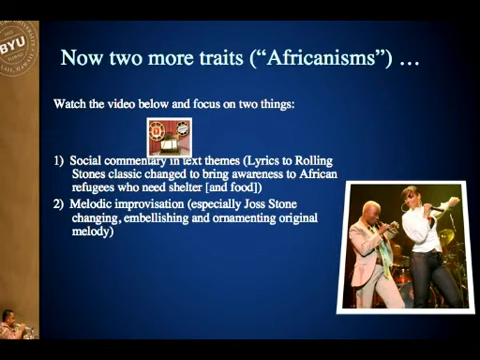 BYU
Now two more traits (“Africanisms”) …
Watch the video below and focus on two things:
1) Social commentary in text themes (Lyrics to Rolling
Stones classic changed to bring awareness to African
refugees who need shelter [and food])
2) Melodic improvisation (especially Joss Stone
changing, embellishing and ornamenting original
melody)